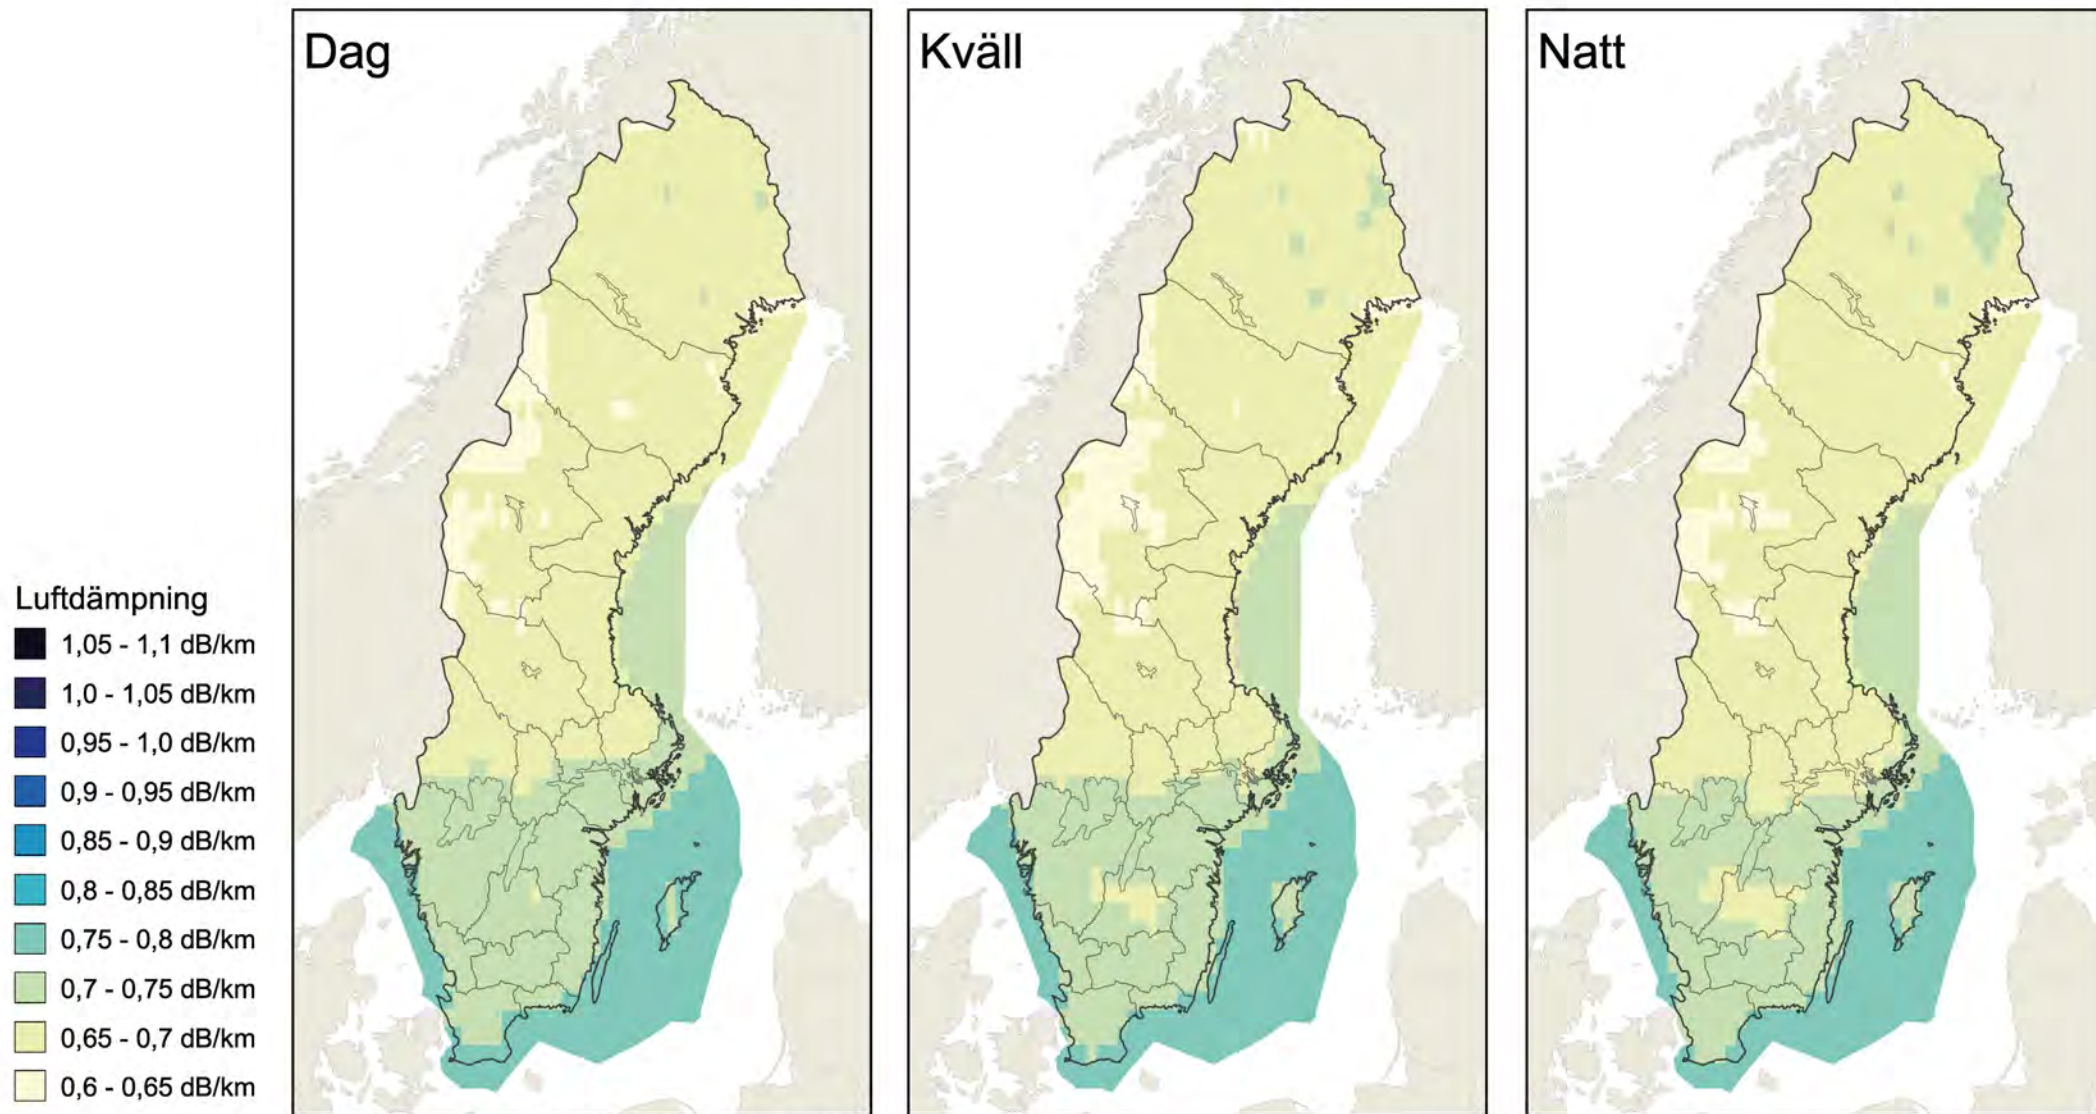 Dag
Kväll
Natt
Luftdämpning
1,05 - 1,1 dB/km
1,0 - 1,05 dB/km
0,95 - 1,0 dB/km
0,9 - 0,95 dB/km
0,85 - 0,9 dB/km
0,8 - 0,85 dB/km
0,75 - 0,8 dB/km
0,7 - 0,75 dB/km
0,65 - 0,7 dB/km
0,6 - 0,65 dB/km